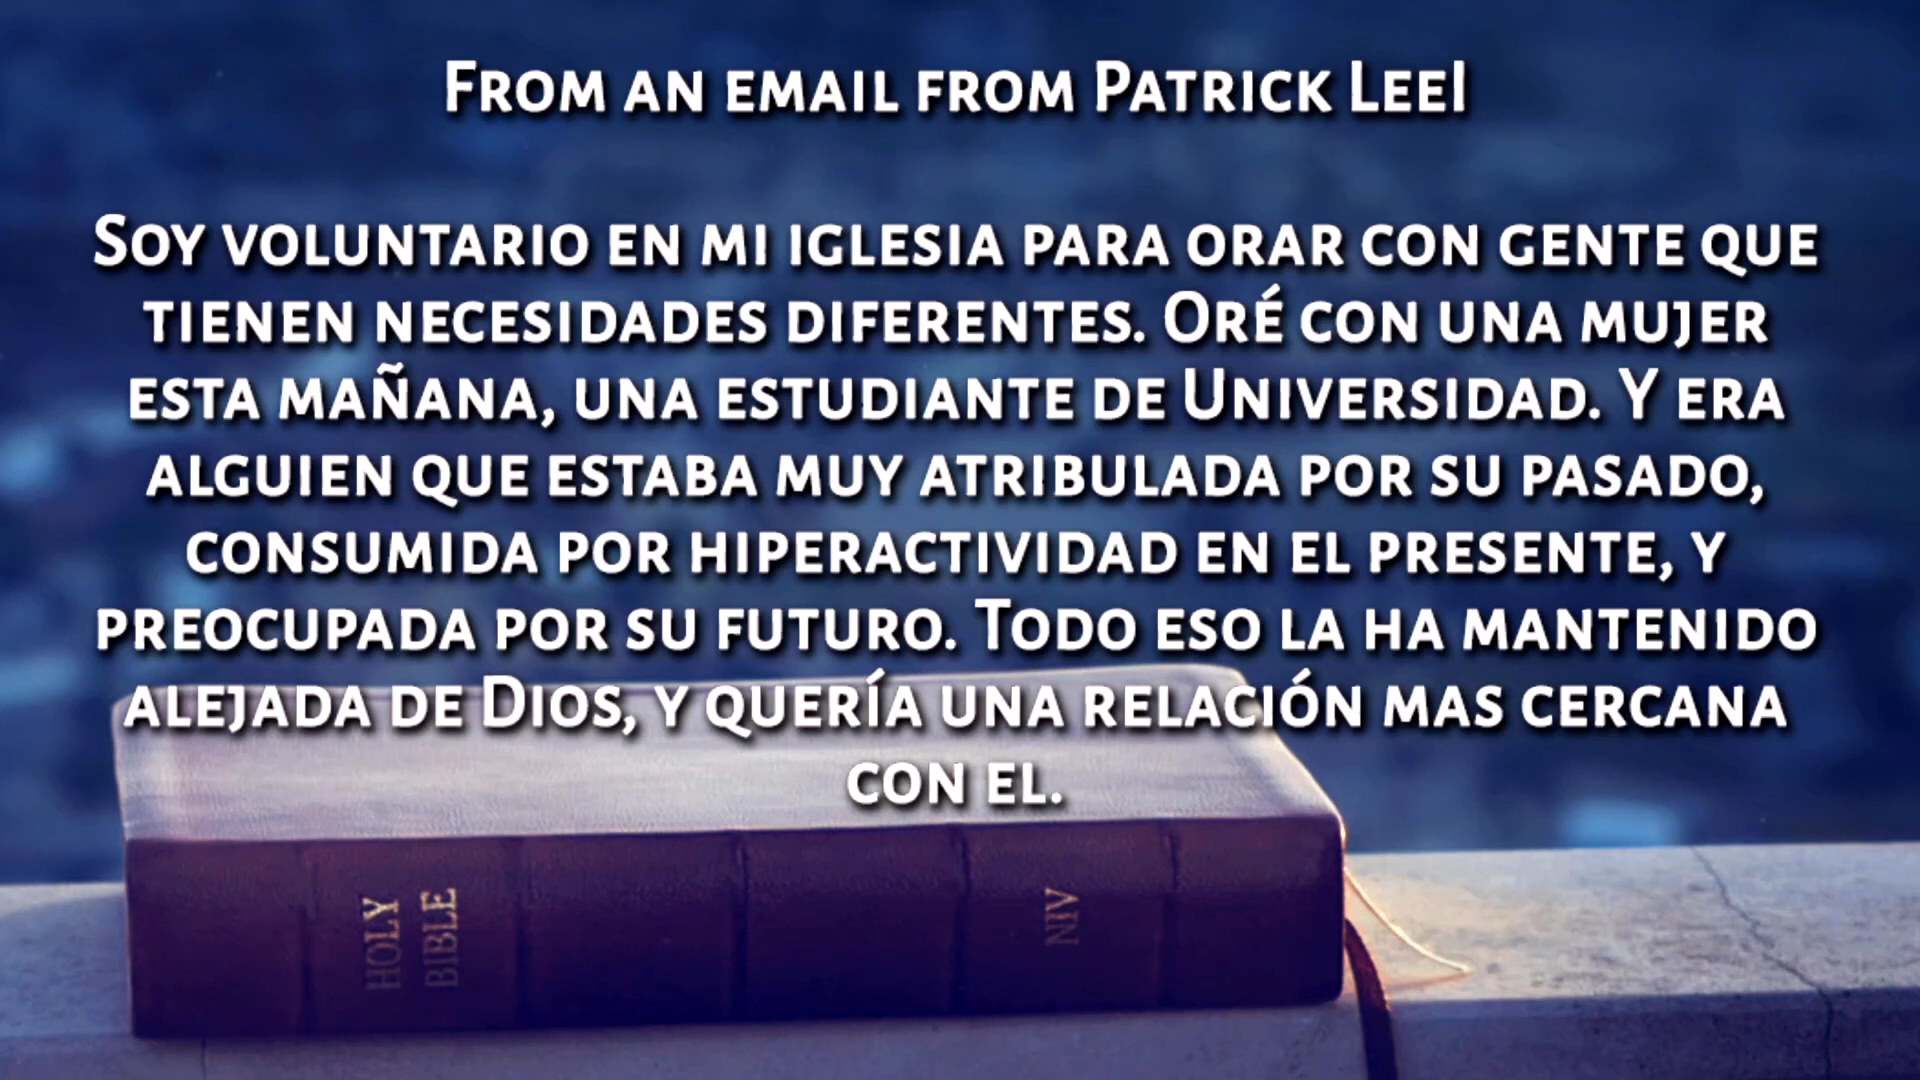 From an email from Patrick Leel
Soy voluntario en mi iglesia para orar con gente que
tienen necesidades diferentes. Oré con una mujer
esta mañana, una estudiante de Universidad. Y era
alguien que estaba muy atribulada por su pasado,
consumida por hiperactividad en el presente, y
preocupada por su futuro. Todo eso la ha mantenido
alejada de Dios, y quería una relación mas cercana
con el.
HOLY
BIBLE
NIV